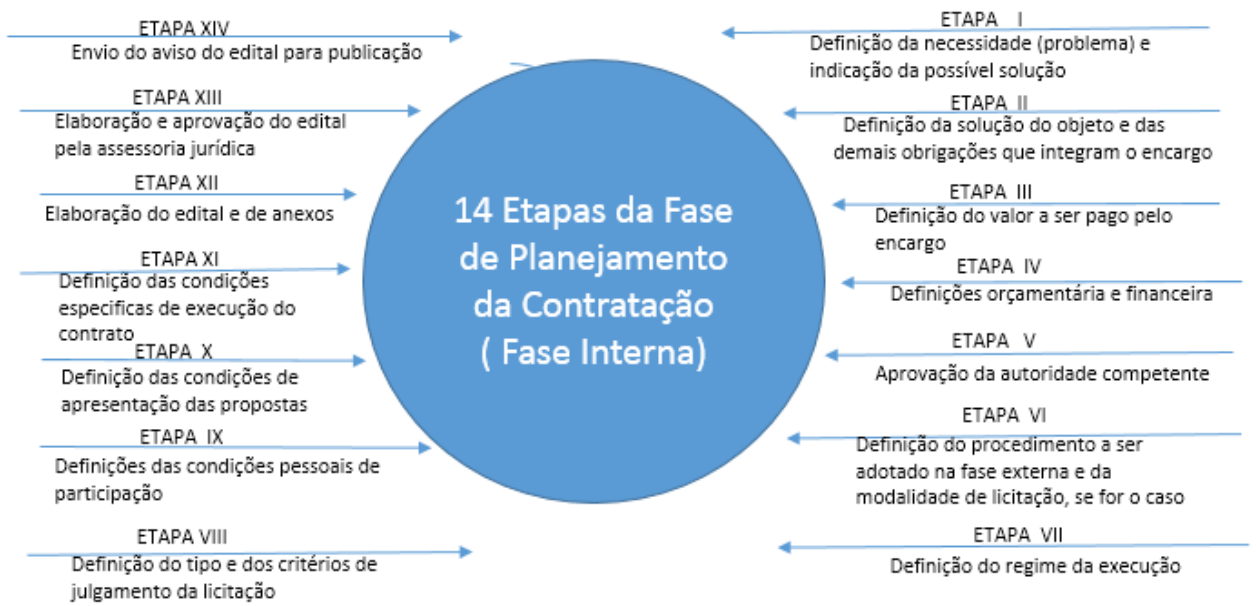 14 Etapas da Fase
de Planejamento
da Contratação
( Fase Interna)
ETAPA I
Definição da necessidade (problema) e
indicação da possível solução
ETAPA II
Definição da solução do objeto e das
demais obrigações que integram o encargo
ETAPA III
Definição do valor a ser pago pelo
encargo
ETAPA IV
Definições orçamentária e financeira
ETAPA V
Aprovação da autoridade competente
ETAPA VI
Definição do procedimento a ser
adotado na fase externa e da
modalidade de licitação, se for o caso
ETAPA VII
Definição do regime da execução
ETAPA VIII
Definição do tipo e dos critérios de
julgamento da licitação
ETAPA IX
Definições das condições pessoais de
participação
ETAPA X
Definição das condições de
apresentação das propostas
ETAPA XI
Definição das condições
especificas de execução do
contrato
ETAPA XII
Elaboração do edital e de anexos
ETAPA XIII
Elaboração e aprovação do edital
pela assessoria jurídica
ETAPA XIV
Envio do aviso do edital para publicação